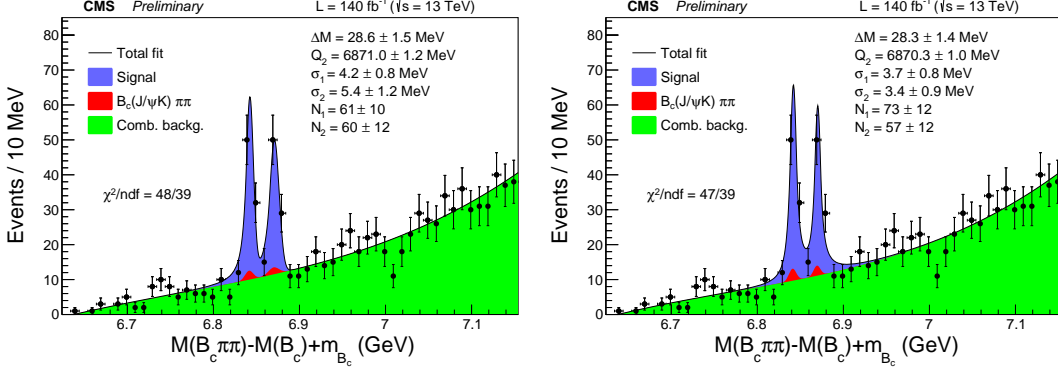 CMS Preliminary L = 140 fb⁻¹ (√s = 13 TeV)
Total fit
Signal
B_c(J/ψK) ππ
Comb. backg.
ΔM = 28.6 ± 1.5 MeV
Q₂ = 6871.0 ± 1.2 MeV
σ₁ = 4.2 ± 0.8 MeV
σ₂ = 5.4 ± 1.2 MeV
N₁ = 61 ± 10
N₂ = 60 ± 12
χ²/ndf = 48/39
Events / 10 MeV
80
70
60
50
40
30
20
10
0
6.7 6.8 6.9 7 7.1
M(B_cππ)-M(B_c)+m_{B_c} (GeV)
CMS Preliminary L = 140 fb⁻¹ (√s = 13 TeV)
Total fit
Signal
B_c(J/ψK) ππ
Comb. backg.
ΔM = 28.3 ± 1.4 MeV
Q₂ = 6870.3 ± 1.0 MeV
σ₁ = 3.7 ± 0.8 MeV
σ₂ = 3.4 ± 0.9 MeV
N₁ = 73 ± 12
N₂ = 57 ± 12
χ²/ndf = 47/39
Events / 10 MeV
80
70
60
50
40
30
20
10
0
6.7 6.8 6.9 7 7.1
M(B_cππ)-M(B_c)+m_{B_c} (GeV)